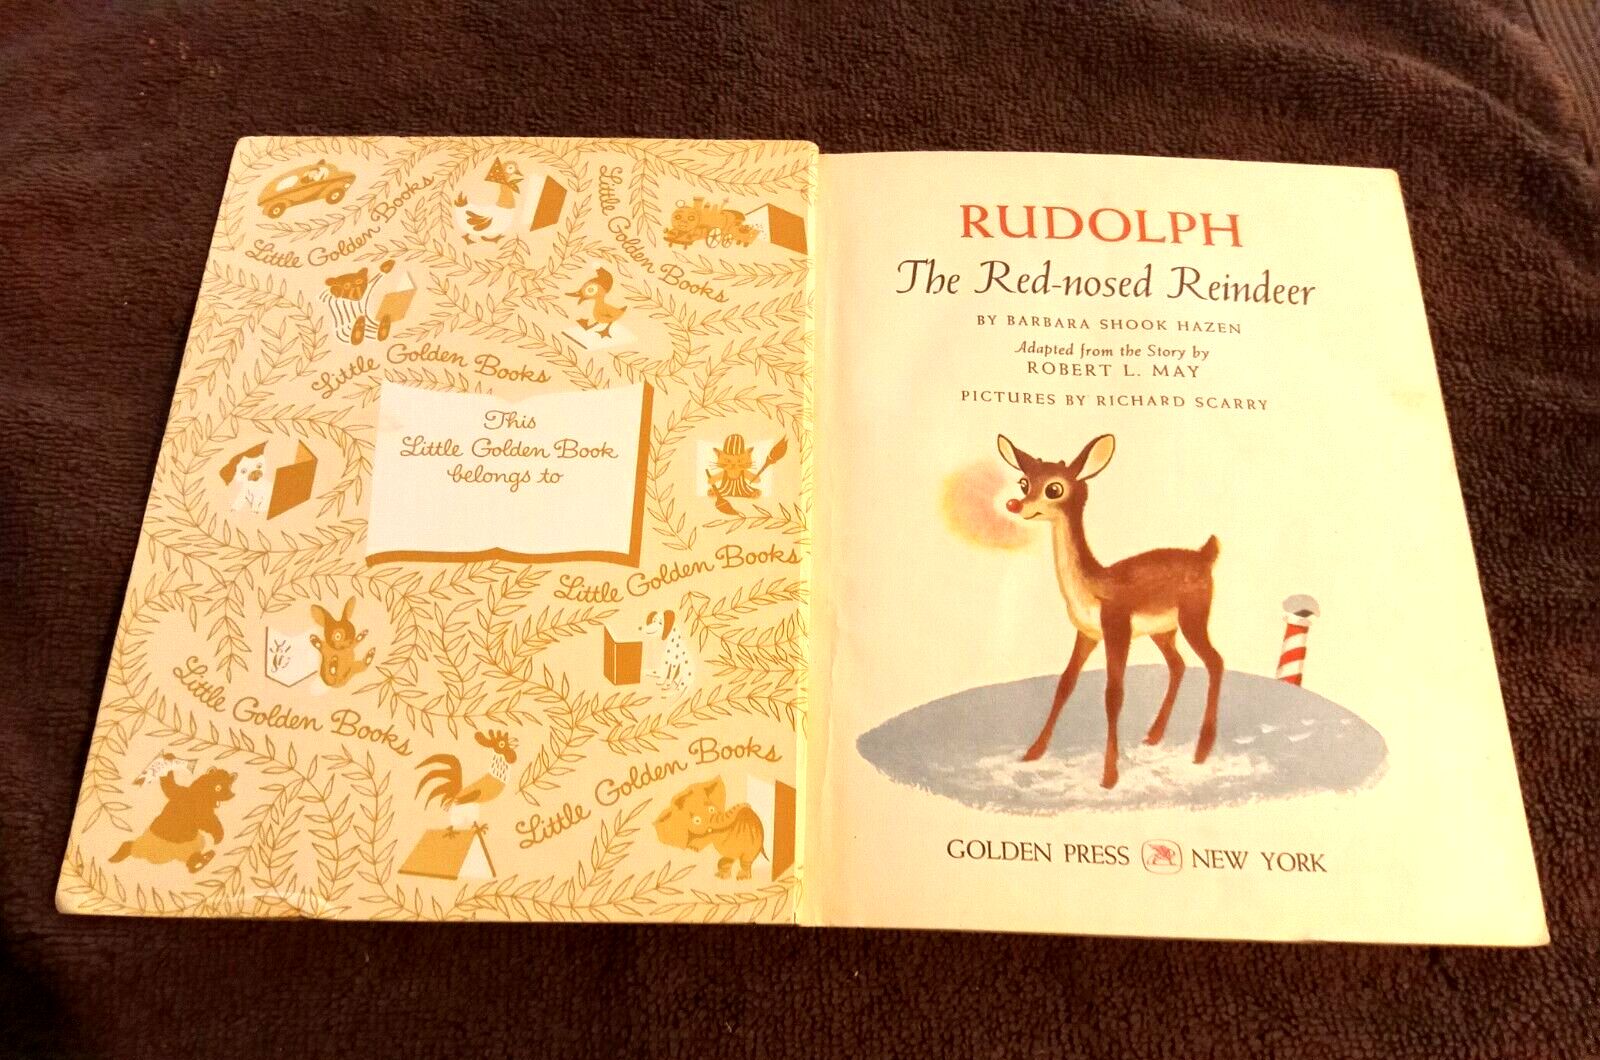 Little Golden Books
Little Golden Books
Little Golden Books
This
Little Golden Book
belongs to
Little Golden Books
Little Golden Books
Little Golden Books
RUDOLPH
The Red-nosed Reindeer
BY BARBARA SHOOK HAZEN
Adapted from the Story by
ROBERT L. MAY
PICTURES BY RICHARD SCARRY
GOLDEN PRESS NEW YORK